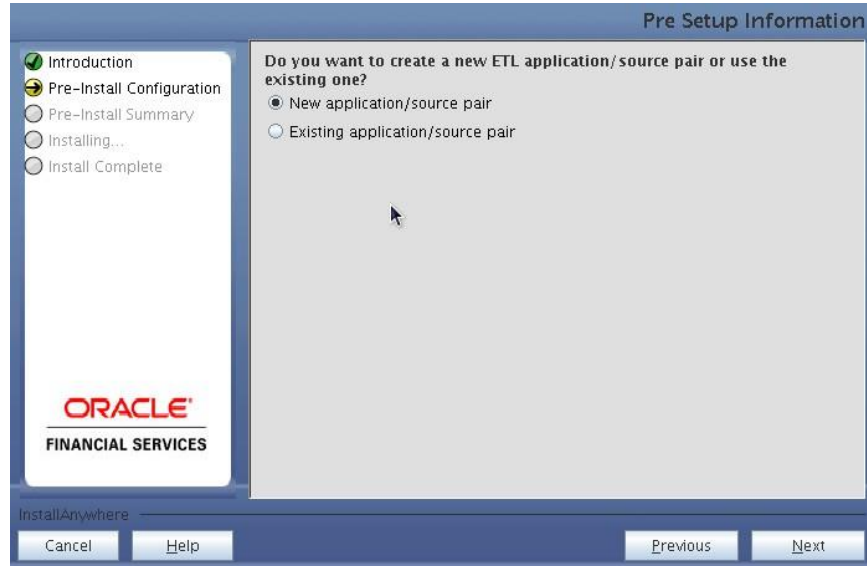 Pre Setup Information
Introduction
Pre-Install Configuration
Pre-Install Summary
Installing...
Install Complete
Do you want to create a new ETL application/source pair or use the
existing one?
New application/source pair
Existing application/source pair
ORACLE
FINANCIAL SERVICES
InstallAnywhere
Cancel
Help
Previous
Next